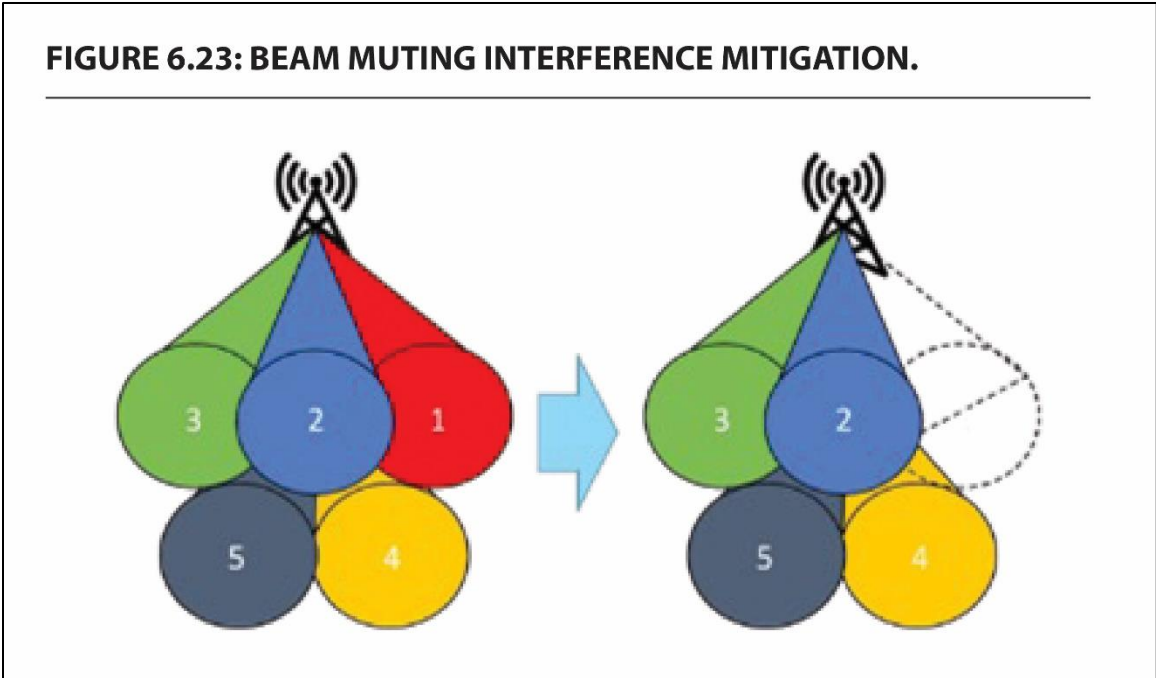 FIGURE 6.23: BEAM MUTING INTERFERENCE MITIGATION.
3 2 1
5 4
3 2
5 4